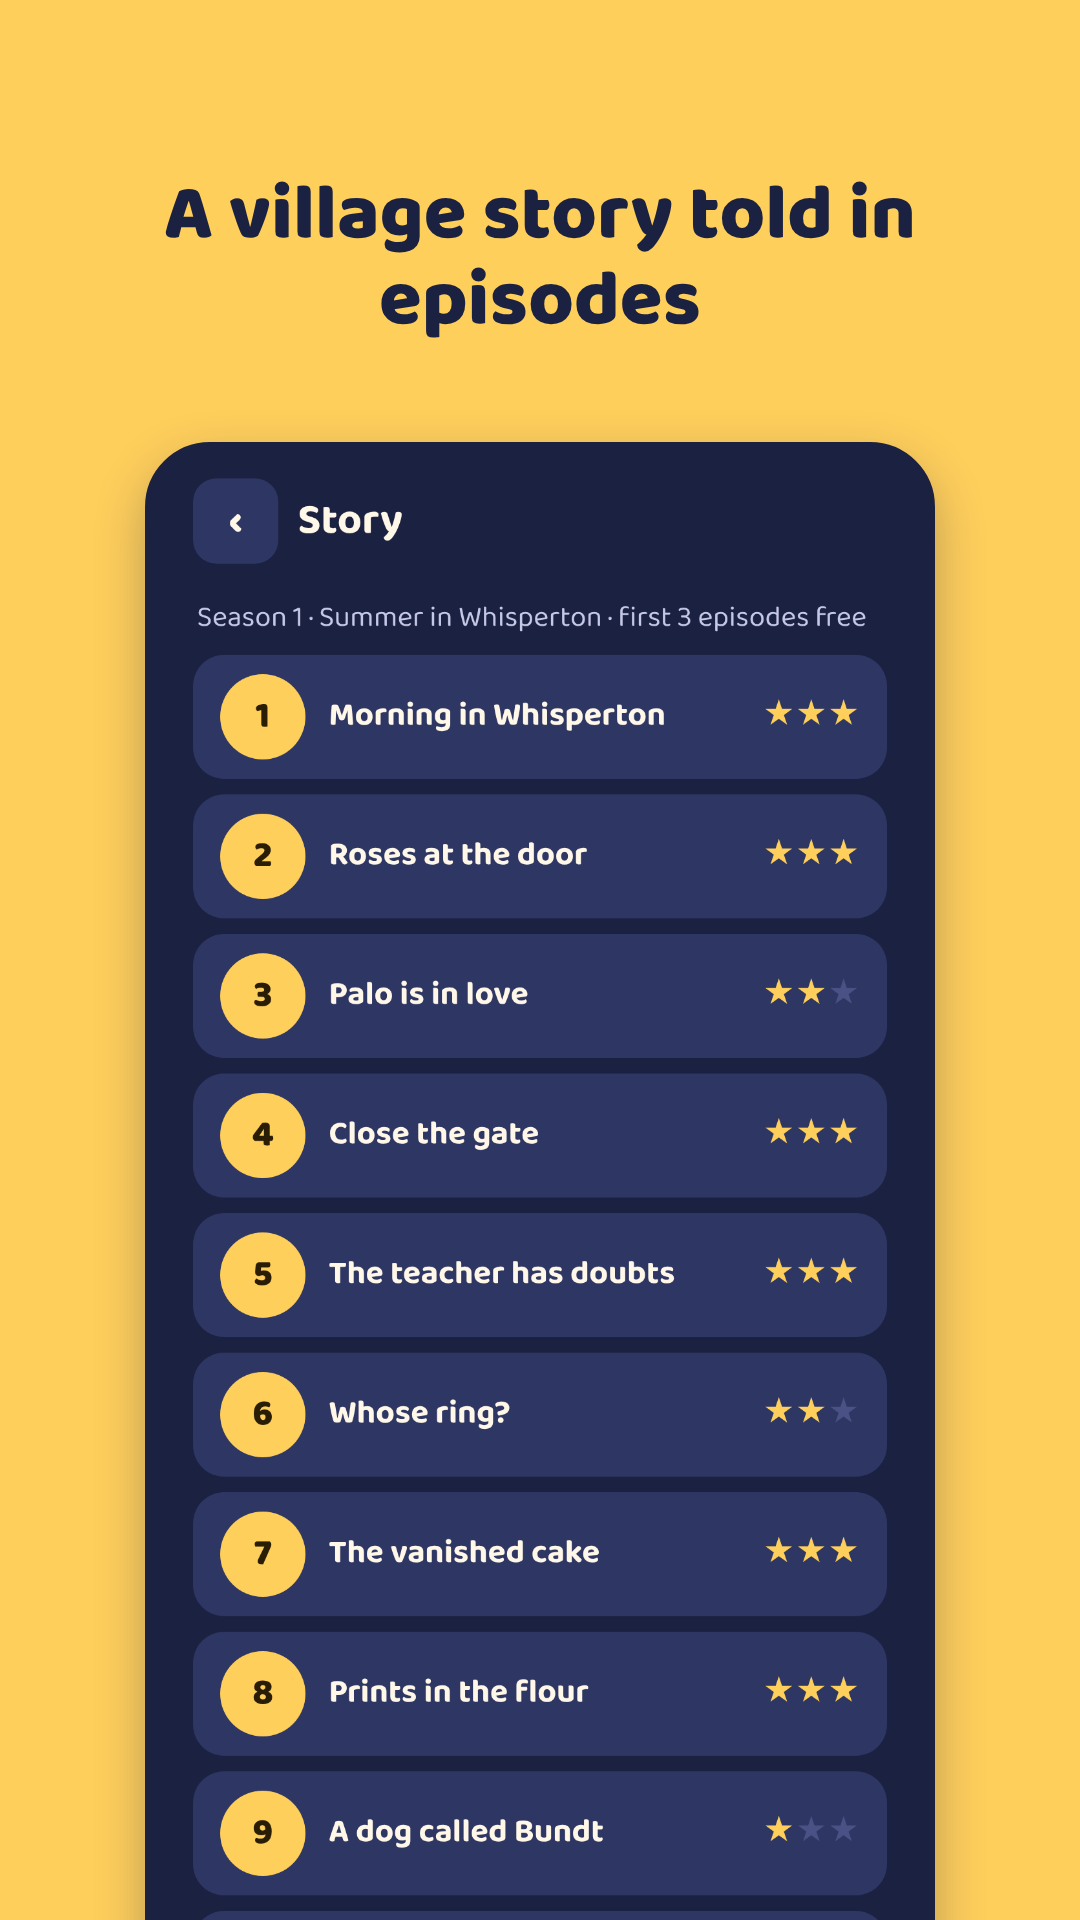 A village story told in
episodes
‹ Story
Season 1 · Summer in Whisperton · first 3 episodes free
1 Morning in Whisperton ★★★
2 Roses at the door ★★★
3 Palo is in love ★★★
4 Close the gate ★★★
5 The teacher has doubts ★★★
6 Whose ring? ★★★
7 The vanished cake ★★★
8 Prints in the flour ★★★
9 A dog called Bundt ★★★